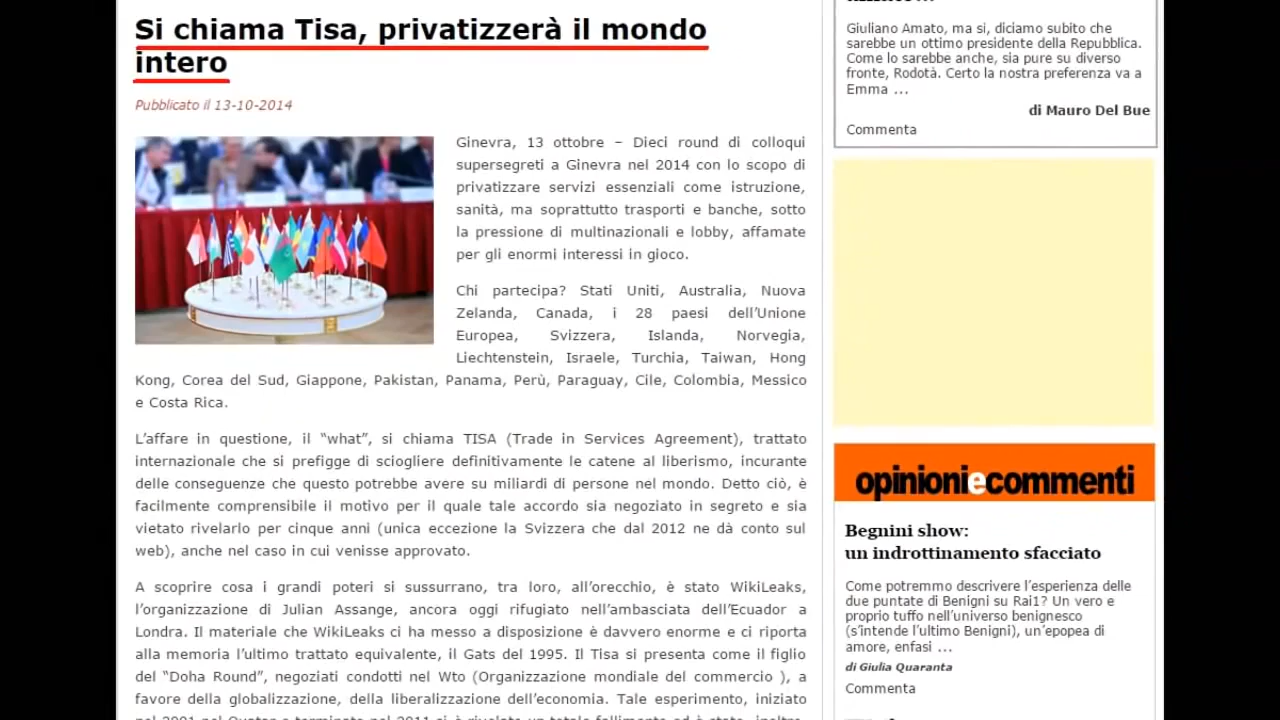 Si chiama Tisa, privatizzerà il mondo
intero
Pubblicato il 13-10-2014
Ginevra, 13 ottobre – Dieci round di colloqui
supersegreti a Ginevra nel 2014 con lo scopo di
privatizzare servizi essenziali come istruzione,
sanità, ma soprattutto trasporti e banche, sotto
la pressione di multinazionali e lobby, affamate
per gli enormi interessi in gioco.
Chi partecipa? Stati Uniti, Australia, Nuova
Zelanda, Canada, i 28 paesi dell’Unione
Europea, Svizzera, Islanda, Norvegia,
Liechtenstein, Israele, Turchia, Taiwan, Hong
Kong, Corea del Sud, Giappone, Pakistan, Panama, Perù, Paraguay, Cile, Colombia, Messico
e Costa Rica.
L’affare in questione, il “what”, si chiama TISA (Trade in Services Agreement), trattato
internazionale che si prefigge di sciogliere definitivamente le catene al liberismo, incurante
delle conseguenze che questo potrebbe avere su miliardi di persone nel mondo. Detto ciò, è
facilmente comprensibile il motivo per il quale tale accordo sia negoziato in segreto e sia
vietato rivelarlo per cinque anni (unica eccezione la Svizzera che dal 2012 ne dà conto sul
web), anche nel caso in cui venisse approvato.
A scoprire cosa i grandi poteri si sussurrano, tra loro, all’orecchio, è stato WikiLeaks,
l’organizzazione di Julian Assange, ancora oggi rifugiato nell’ambasciata dell’Ecuador a
Londra. Il materiale che WikiLeaks ci ha messo a disposizione è davvero enorme e ci riporta
alla memoria l’ultimo trattato equivalente, il Gats del 1995. Il Tisa si presenta come il figlio
del “Doha Round”, negoziati condotti nel Wto (Organizzazione mondiale del commercio ), a
favore della globalizzazione, della liberalizzazione dell’economia. Tale esperimento, iniziato
Giuliano Amato, ma si, diciamo subito che
sarebbe un ottimo presidente della Repubblica.
Come lo sarebbe anche, sia pure su diverso
fronte, Rodotà. Certo la nostra preferenza va a
Emma ...
di Mauro Del Bue
Commenta
opinioniecommenti
Begnini show:
un indrottinamento sfacciato
Come potremmo descrivere l’esperienza delle
due puntate di Benigni su Rai1? Un vero e
proprio tuffo nell’universo benignesco
(s’intende l’ultimo Benigni), un’epopea di
amore, enfasi ...
di Giulia Quaranta
Commenta